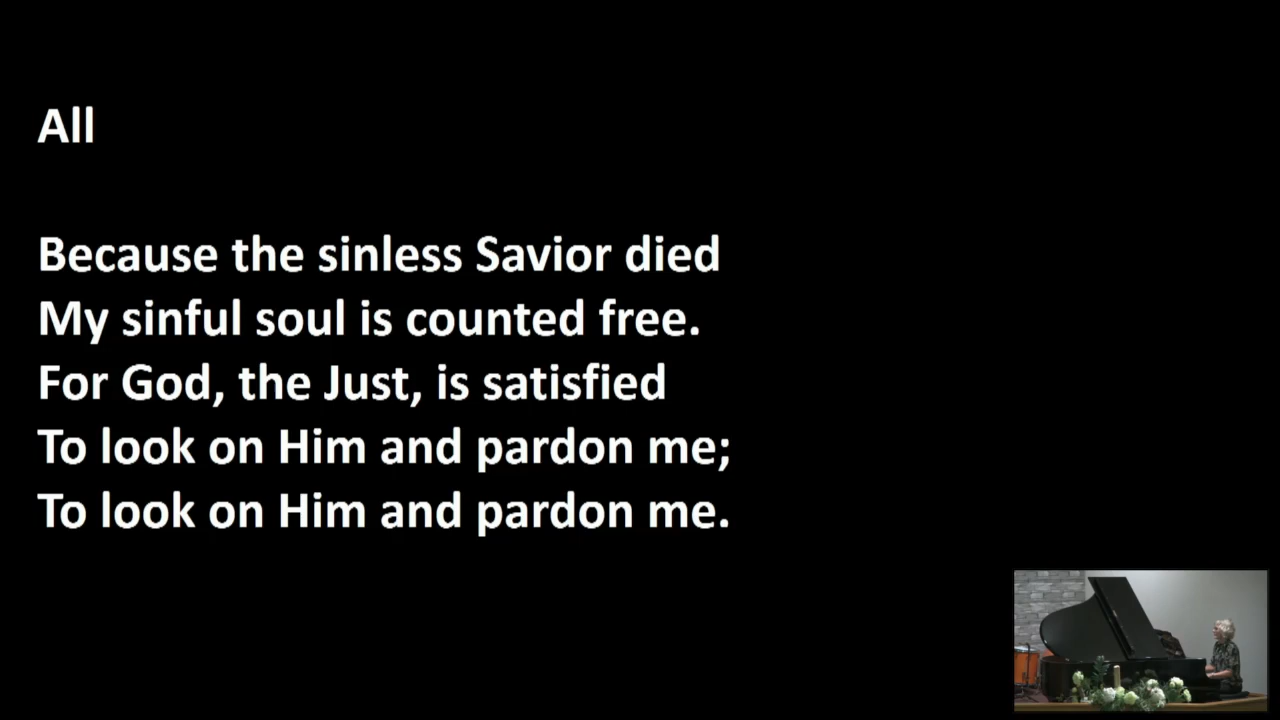 All
Because the sinless Savior died
My sinful soul is counted free.
For God, the Just, is satisfied
To look on Him and pardon me;
To look on Him and pardon me.